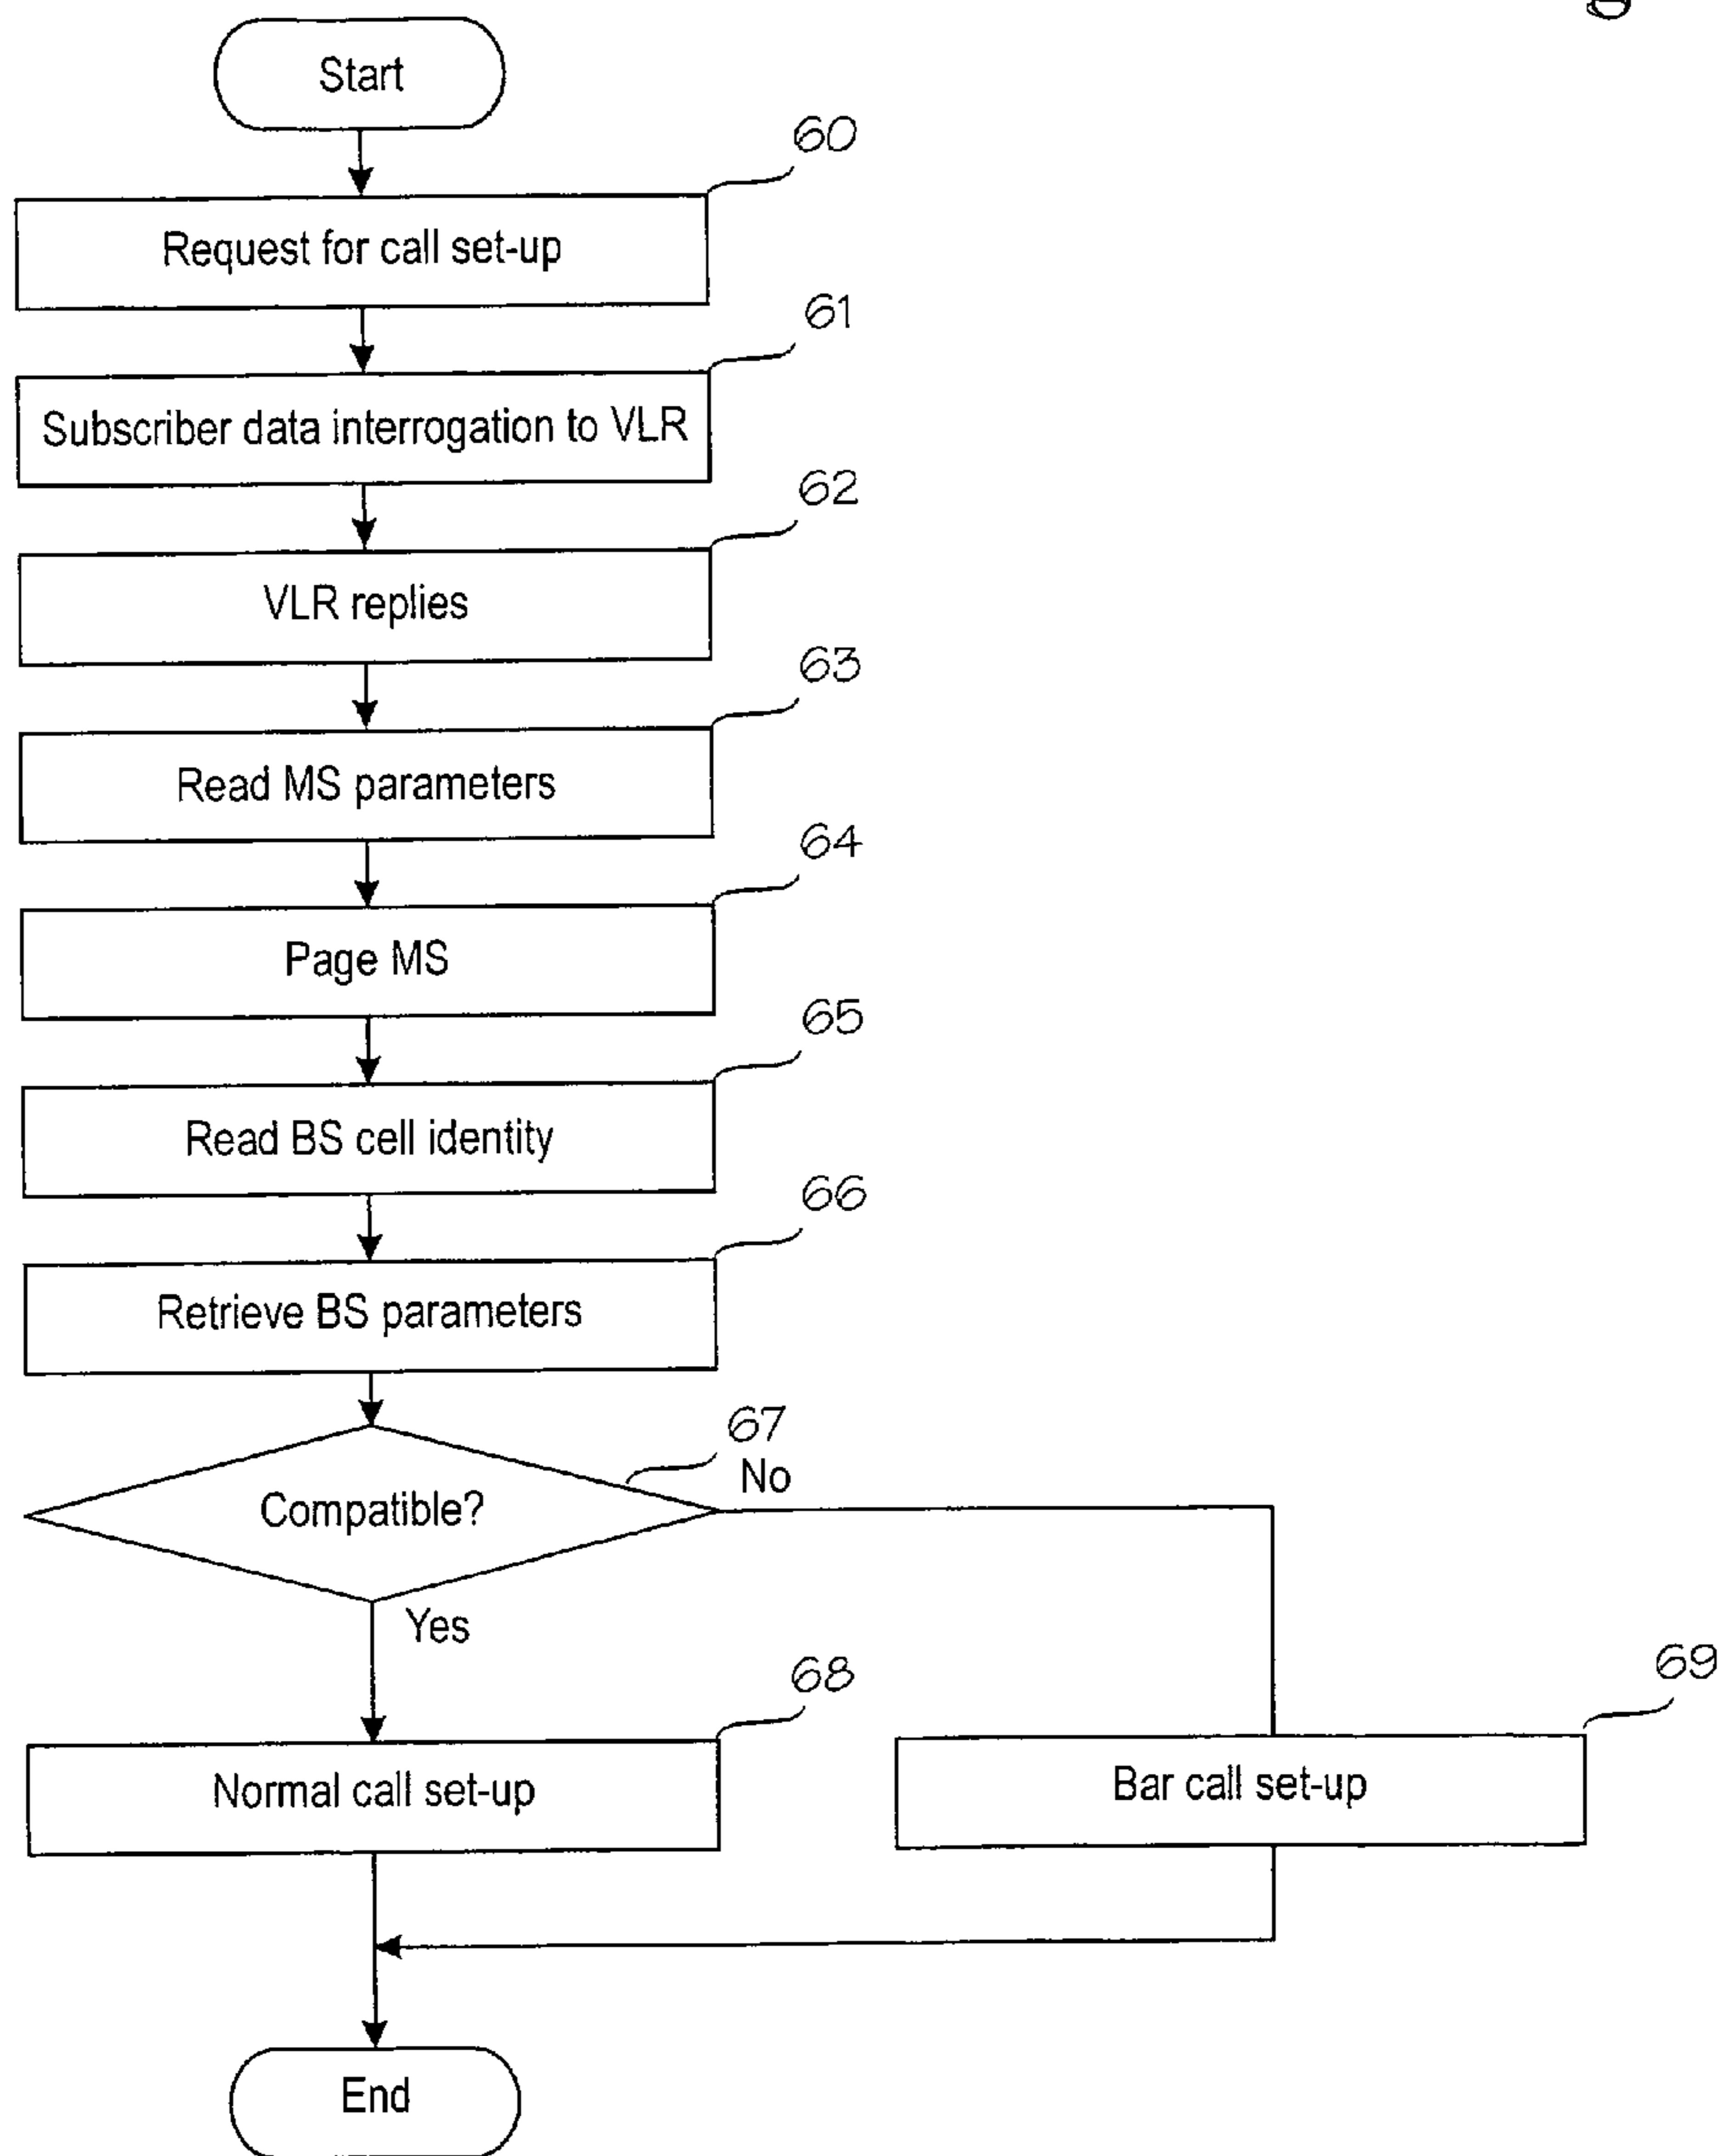 Start
60
Request for call set-up
61
Subscriber data interrogation to VLR
62
VLR replies
63
Read MS parameters
64
Page MS
65
Read BS cell identity
66
Retrieve BS parameters
67
Compatible?
No
Yes
68
Normal call set-up
69
Bar call set-up
End